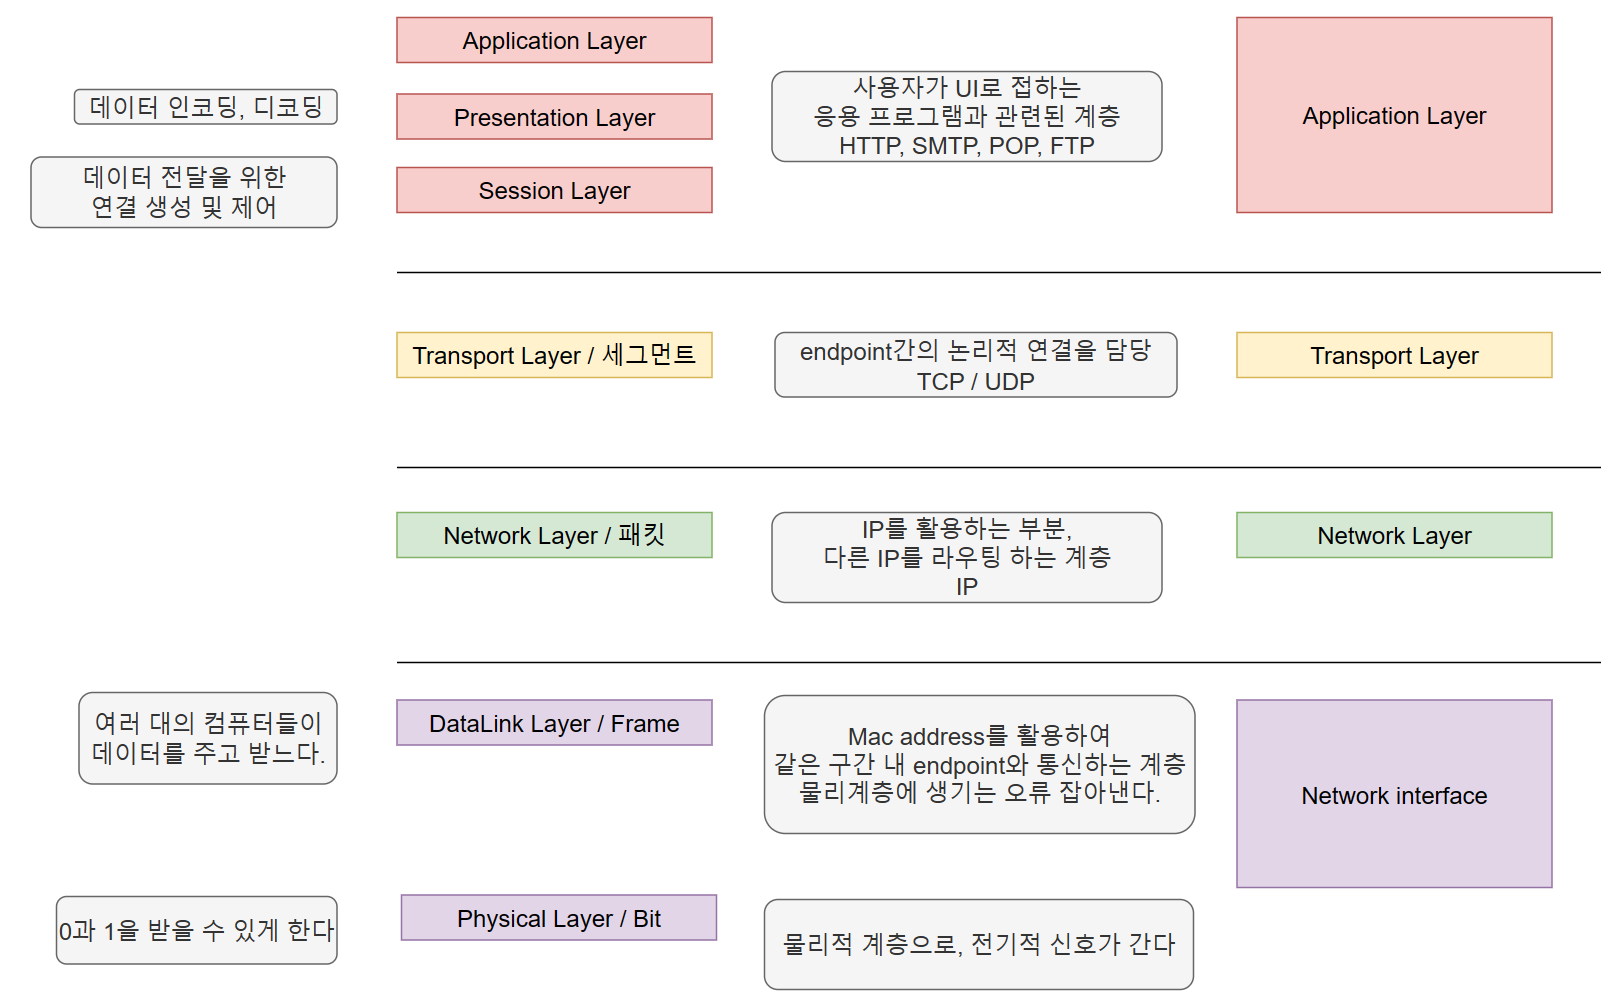 Application Layer
데이터 인코딩, 디코딩
Presentation Layer
데이터 전달을 위한
연결 생성 및 제어
Session Layer
사용자가 UI로 접하는
응용 프로그램과 관련된 계층
HTTP, SMTP, POP, FTP
Application Layer
Transport Layer / 세그먼트
endpoint간의 논리적 연결을 담당
TCP / UDP
Transport Layer
Network Layer / 패킷
IP를 활용하는 부분,
다른 IP를 라우팅 하는 계층
IP
Network Layer
여러 대의 컴퓨터들이
데이터를 주고 받느다.
DataLink Layer / Frame
Mac address를 활용하여
같은 구간 내 endpoint와 통신하는 계층
물리계층에 생기는 오류 잡아낸다.
Network interface
0과 1을 받을 수 있게 한다
Physical Layer / Bit
물리적 계층으로, 전기적 신호가 간다